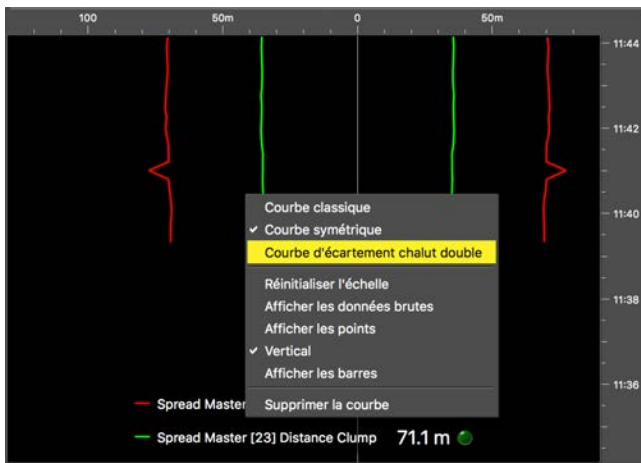 100 50m 0 50m
11:44
11:42
11:40
Courbe classique
✓ Courbe symétrique
Courbe d'écartement chalut double
Réinitialiser l'échelle
11:38
Afficher les données brutes
Afficher les points
✓ Vertical
Afficher les barres
11:36
Spread Master
Supprimer la courbe
Spread Master [23] Distance Clump 71.1 m